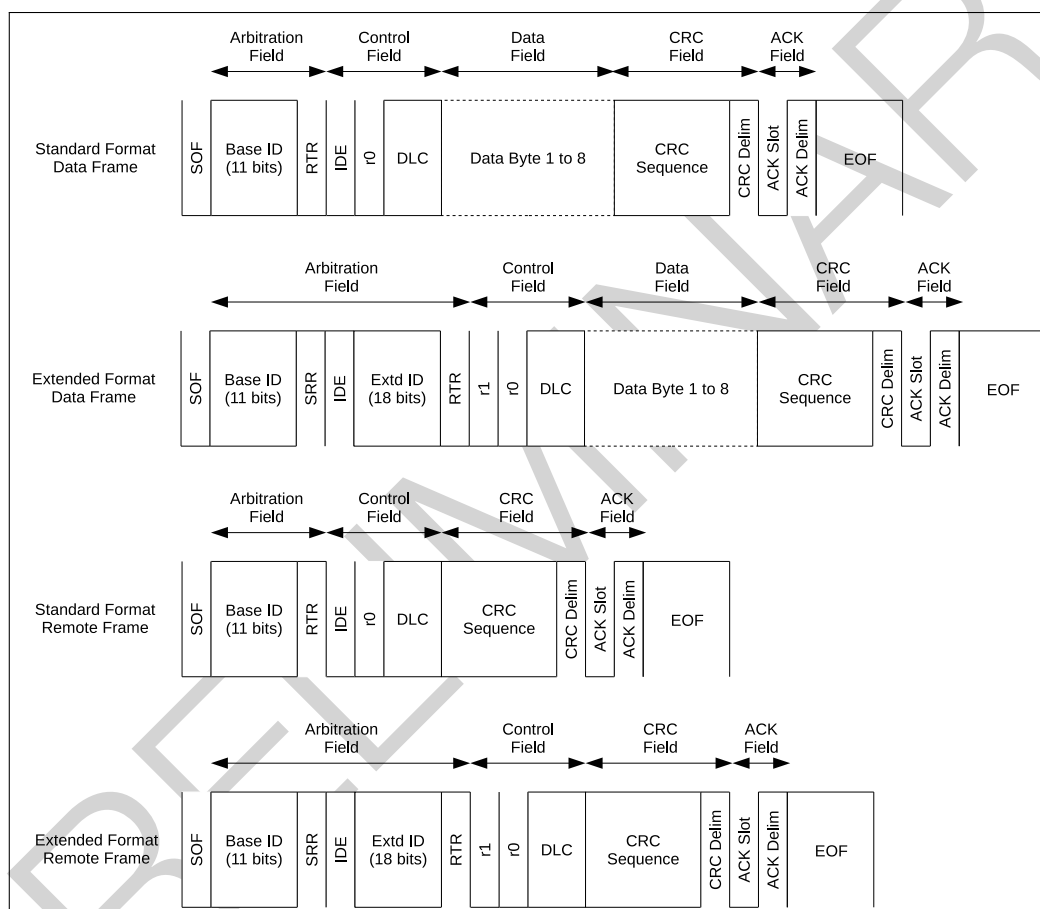 Arbitration Field
Control Field
Data Field
CRC Field
ACK Field
Standard Format
Data Frame
SOF
Base ID
(11 bits)
RTR
IDE
r0
DLC
Data Byte 1 to 8
CRC
Sequence
CRC Delim
ACK Slot
ACK Delim
EOF
Arbitration
Field
Control
Field
Data
Field
CRC
Field
ACK
Field
Extended Format
Data Frame
SOF
Base ID
(11 bits)
SRR
IDE
Extd ID
(18 bits)
RTR
r1
r0
DLC
Data Byte 1 to 8
CRC
Sequence
CRC Delim
ACK Slot
ACK Delim
EOF
Arbitration
Field
Control
Field
CRC
Field
ACK
Field
Standard Format
Remote Frame
SOF
Base ID
(11 bits)
RTR
IDE
r0
DLC
CRC
Sequence
CRC Delim
ACK Slot
ACK Delim
EOF
Arbitration
Field
Control
Field
CRC
Field
ACK
Field
Extended Format
Remote Frame
SOF
Base ID
(11 bits)
SRR
IDE
Extd ID
(18 bits)
RTR
r1
r0
DLC
CRC
Sequence
CRC Delim
ACK Slot
ACK Delim
EOF